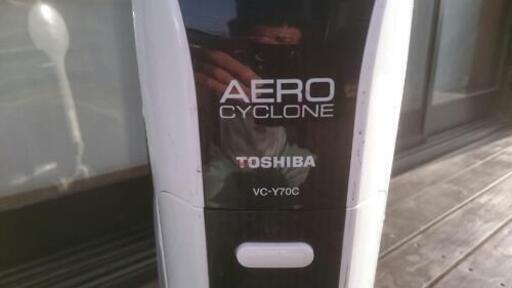 AERO
CYCLONE
TOSHIBA
VC-Y70C